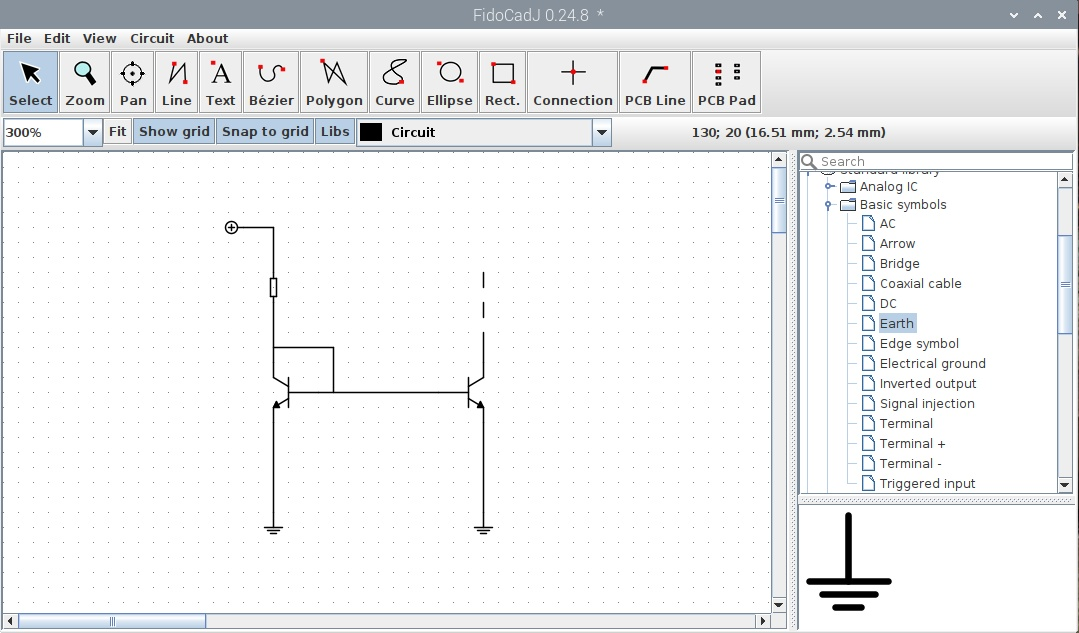 FidoCadJ 0.24.8 *
File Edit View Circuit About
Select Zoom Pan Line Text Bézier Polygon Curve Ellipse Rect. Connection PCB Line PCB Pad
300% Fit Show grid Snap to grid Libs Circuit 130; 20 (16.51 mm; 2.54 mm)
Search
Standard library
Analog IC
Basic symbols
AC
Arrow
Bridge
Coaxial cable
DC
Earth
Edge symbol
Electrical ground
Inverted output
Signal injection
Terminal
Terminal +
Terminal -
Triggered input